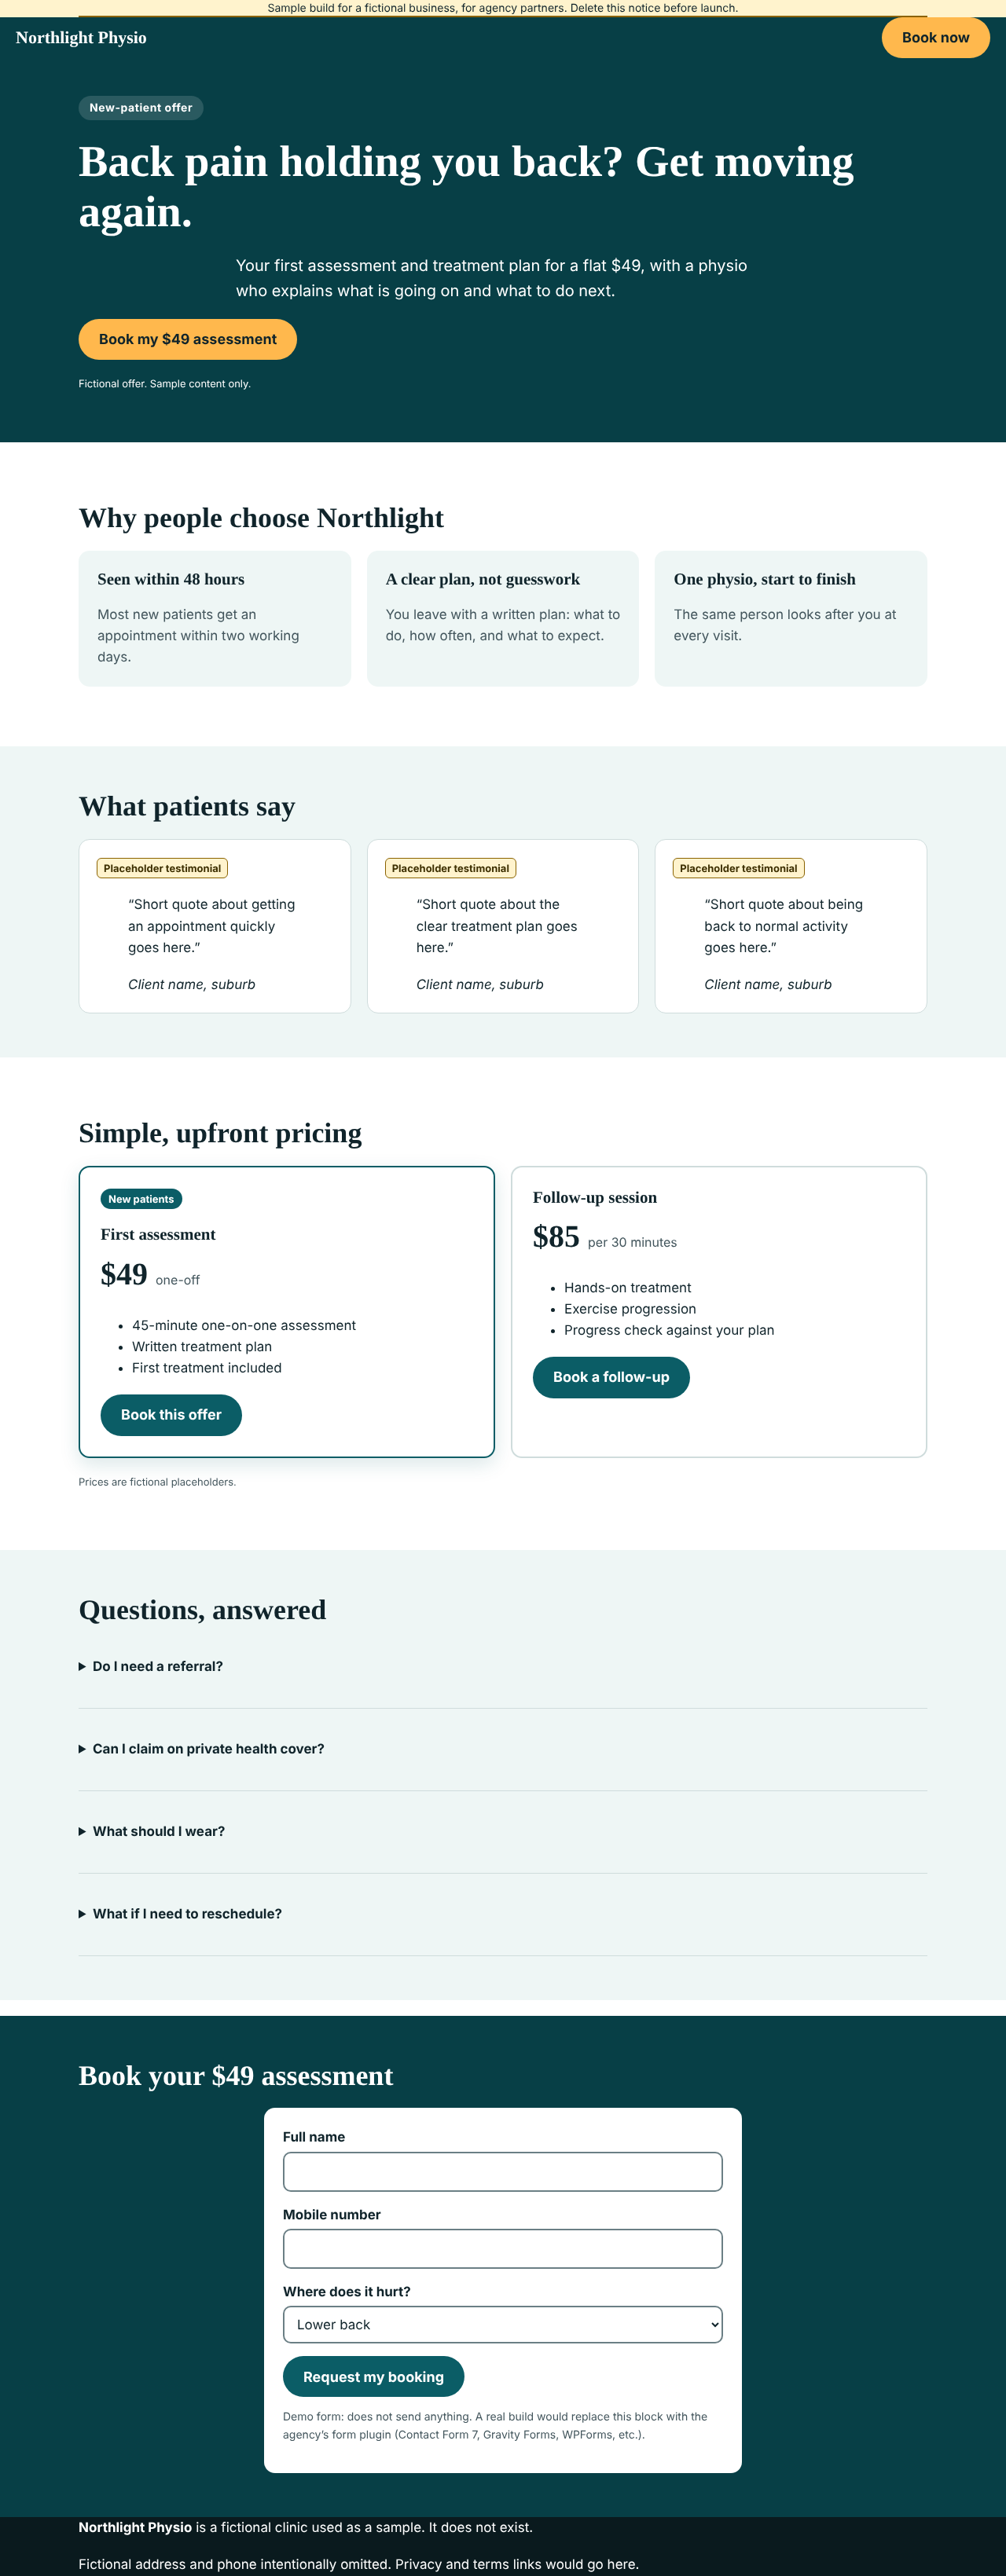 Sample build for a fictional business, for agency partners. Delete this notice before launch.
Northlight Physio
Book now
New-patient offer
Back pain holding you back? Get moving
again.
Your first assessment and treatment plan for a flat $49, with a physio
who explains what is going on and what to do next.
Book my $49 assessment
Fictional offer. Sample content only.
Why people choose Northlight
Seen within 48 hours
Most new patients get an
appointment within two working
days.
A clear plan, not guesswork
You leave with a written plan: what to
do, how often, and what to expect.
One physio, start to finish
The same person looks after you at
every visit.
What patients say
Placeholder testimonial
“Short quote about getting
an appointment quickly
goes here.”
Client name, suburb
Placeholder testimonial
“Short quote about the
clear treatment plan goes
here.”
Client name, suburb
Placeholder testimonial
“Short quote about being
back to normal activity
goes here.”
Client name, suburb
Simple, upfront pricing
New patients
First assessment
$49 one-off
• 45-minute one-on-one assessment
• Written treatment plan
• First treatment included
Book this offer
Follow-up session
$85 per 30 minutes
• Hands-on treatment
• Exercise progression
• Progress check against your plan
Book a follow-up
Prices are fictional placeholders.
Questions, answered
Do I need a referral?
Can I claim on private health cover?
What should I wear?
What if I need to reschedule?
Book your $49 assessment
Full name
Mobile number
Where does it hurt?
Lower back
Request my booking
Demo form: does not send anything. A real build would replace this block with the
agency’s form plugin (Contact Form 7, Gravity Forms, WPForms, etc.).
Northlight Physio is a fictional clinic used as a sample. It does not exist.
Fictional address and phone intentionally omitted. Privacy and terms links would go here.